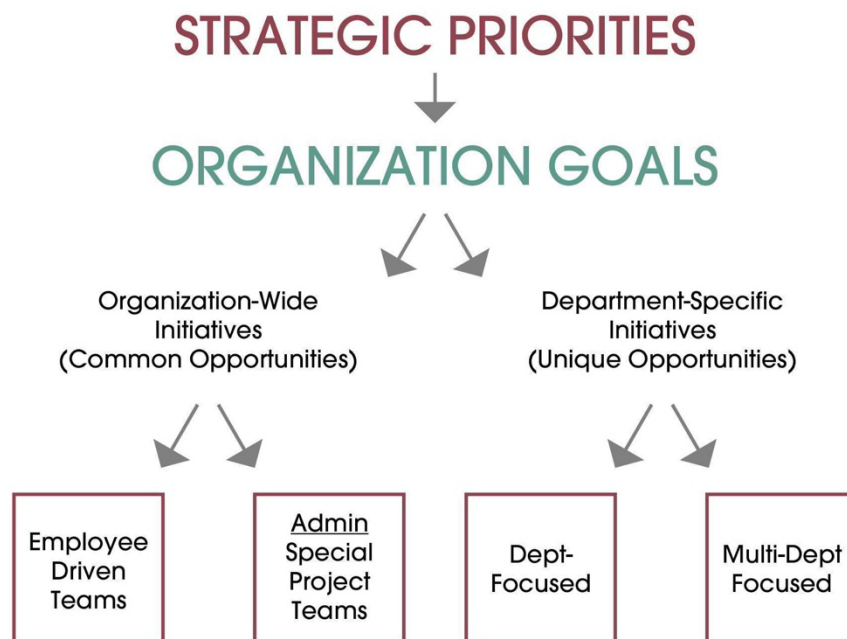 STRATEGIC PRIORITIES
ORGANIZATION GOALS
Organization-Wide
Initiatives
(Common Opportunities)
Department-Specific
Initiatives
(Unique Opportunities)
Employee
Driven
Teams
Admin
Special
Project
Teams
Dept-
Focused
Multi-Dept
Focused